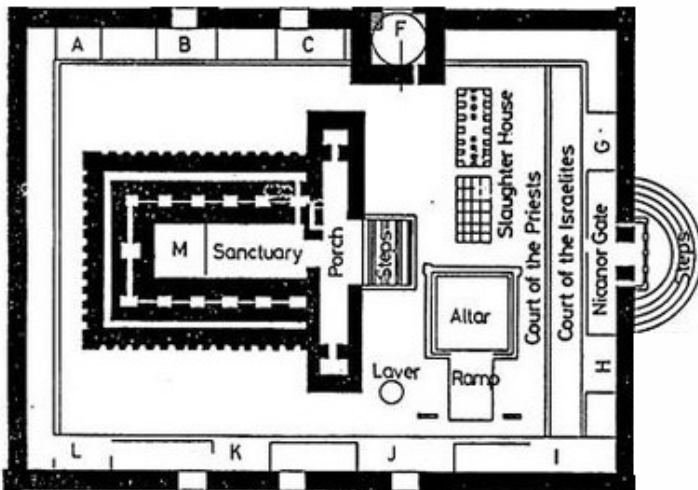 A
B
C
F
G
Slaughter House
Court of the Priests
Court of the Israelites
Nicanor Gate
Steps
M
Sanctuary
Porch
Steps
Altar
Laver
Ramp
H
L
K
J
I